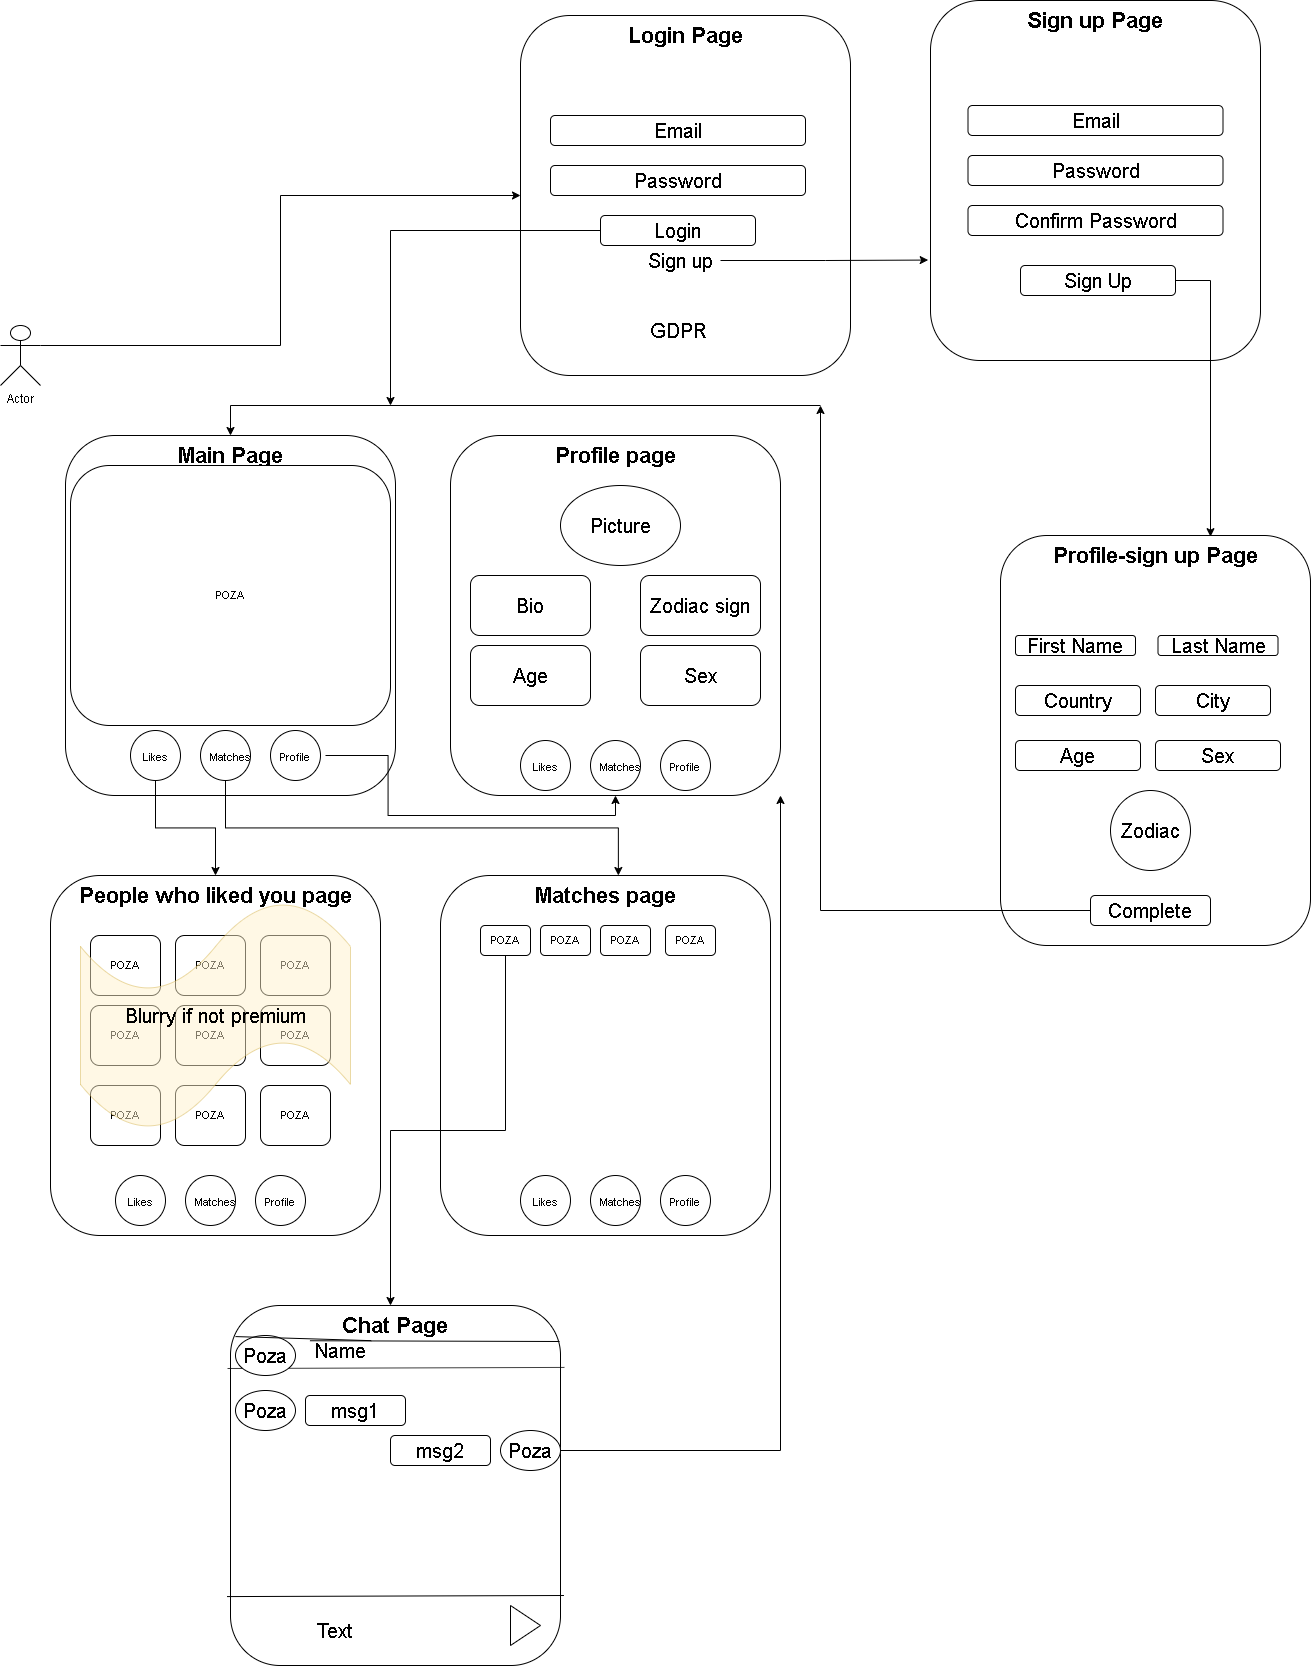 Login Page
Email
Password
Login
Sign up
GDPR
Sign up Page
Email
Password
Confirm Password
Sign Up
Actor
Main Page
POZA
Likes
Matches
Profile
Profile page
Picture
Bio
Zodiac sign
Age
Sex
Likes
Matches
Profile
Profile-sign up Page
First Name
Last Name
Country
City
Age
Sex
Zodiac
Complete
People who liked you page
POZA
POZA
POZA
Blurry if not premium
POZA
POZA
POZA
POZA
POZA
POZA
Likes
Matches
Profile
Matches page
POZA
POZA
POZA
POZA
Likes
Matches
Profile
Chat Page
Poza
Name
Poza
msg1
msg2
Poza
Text